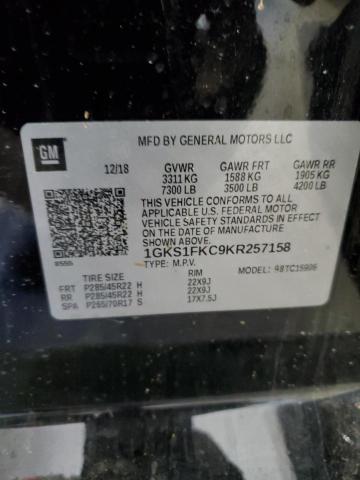 GM
MFD BY GENERAL MOTORS LLC
12/18 GVWR GAWR FRT GAWR RR
3311 KG 1588 KG 1905 KG
7300 LB 3500 LB 4200 LB
THIS VEHICLE CONFORMS TO ALL APPLICABLE
U.S. FEDERAL MOTOR VEHICLE SAFETY AND
THEFT PREVENTION STANDARDS IN EFFECT ON
THE DATE OF MANUFACTURE SHOWN ABOVE.
1GKS1FKC9KR257158
TYPE: M.P.V. MODEL:
TIRE SIZE RIM
FRT P285/45R22 H 22X9J
RR P285/45R22 H 22X9J
SPA P265/70R17 S 17X7.5J